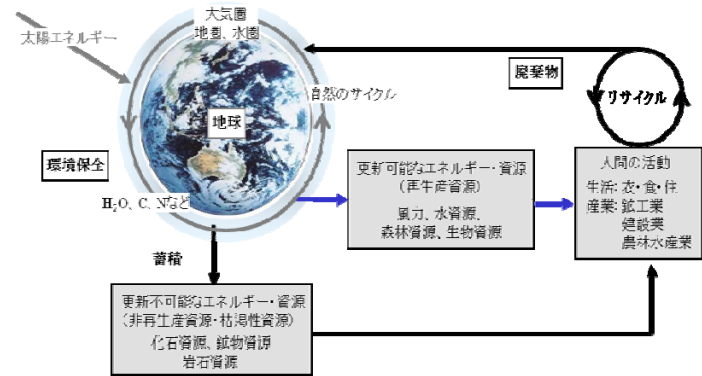 大気圏
地圏、水圏
太陽エネルギー
自然のサイクル
地球
環境保全
H₂O、C、Nなど
蓄積
更新不可能なエネルギー・資源
(非再生産資源・枯渇性資源)
化石資源、鉱物資源
岩石資源
更新可能なエネルギー・資源
(再生産資源)
風力、水資源、
森林資源、生物資源
廃棄物
リサイクル
人間の活動
生活:衣・食・住
産業:鉱工業
建設業
農林水産業